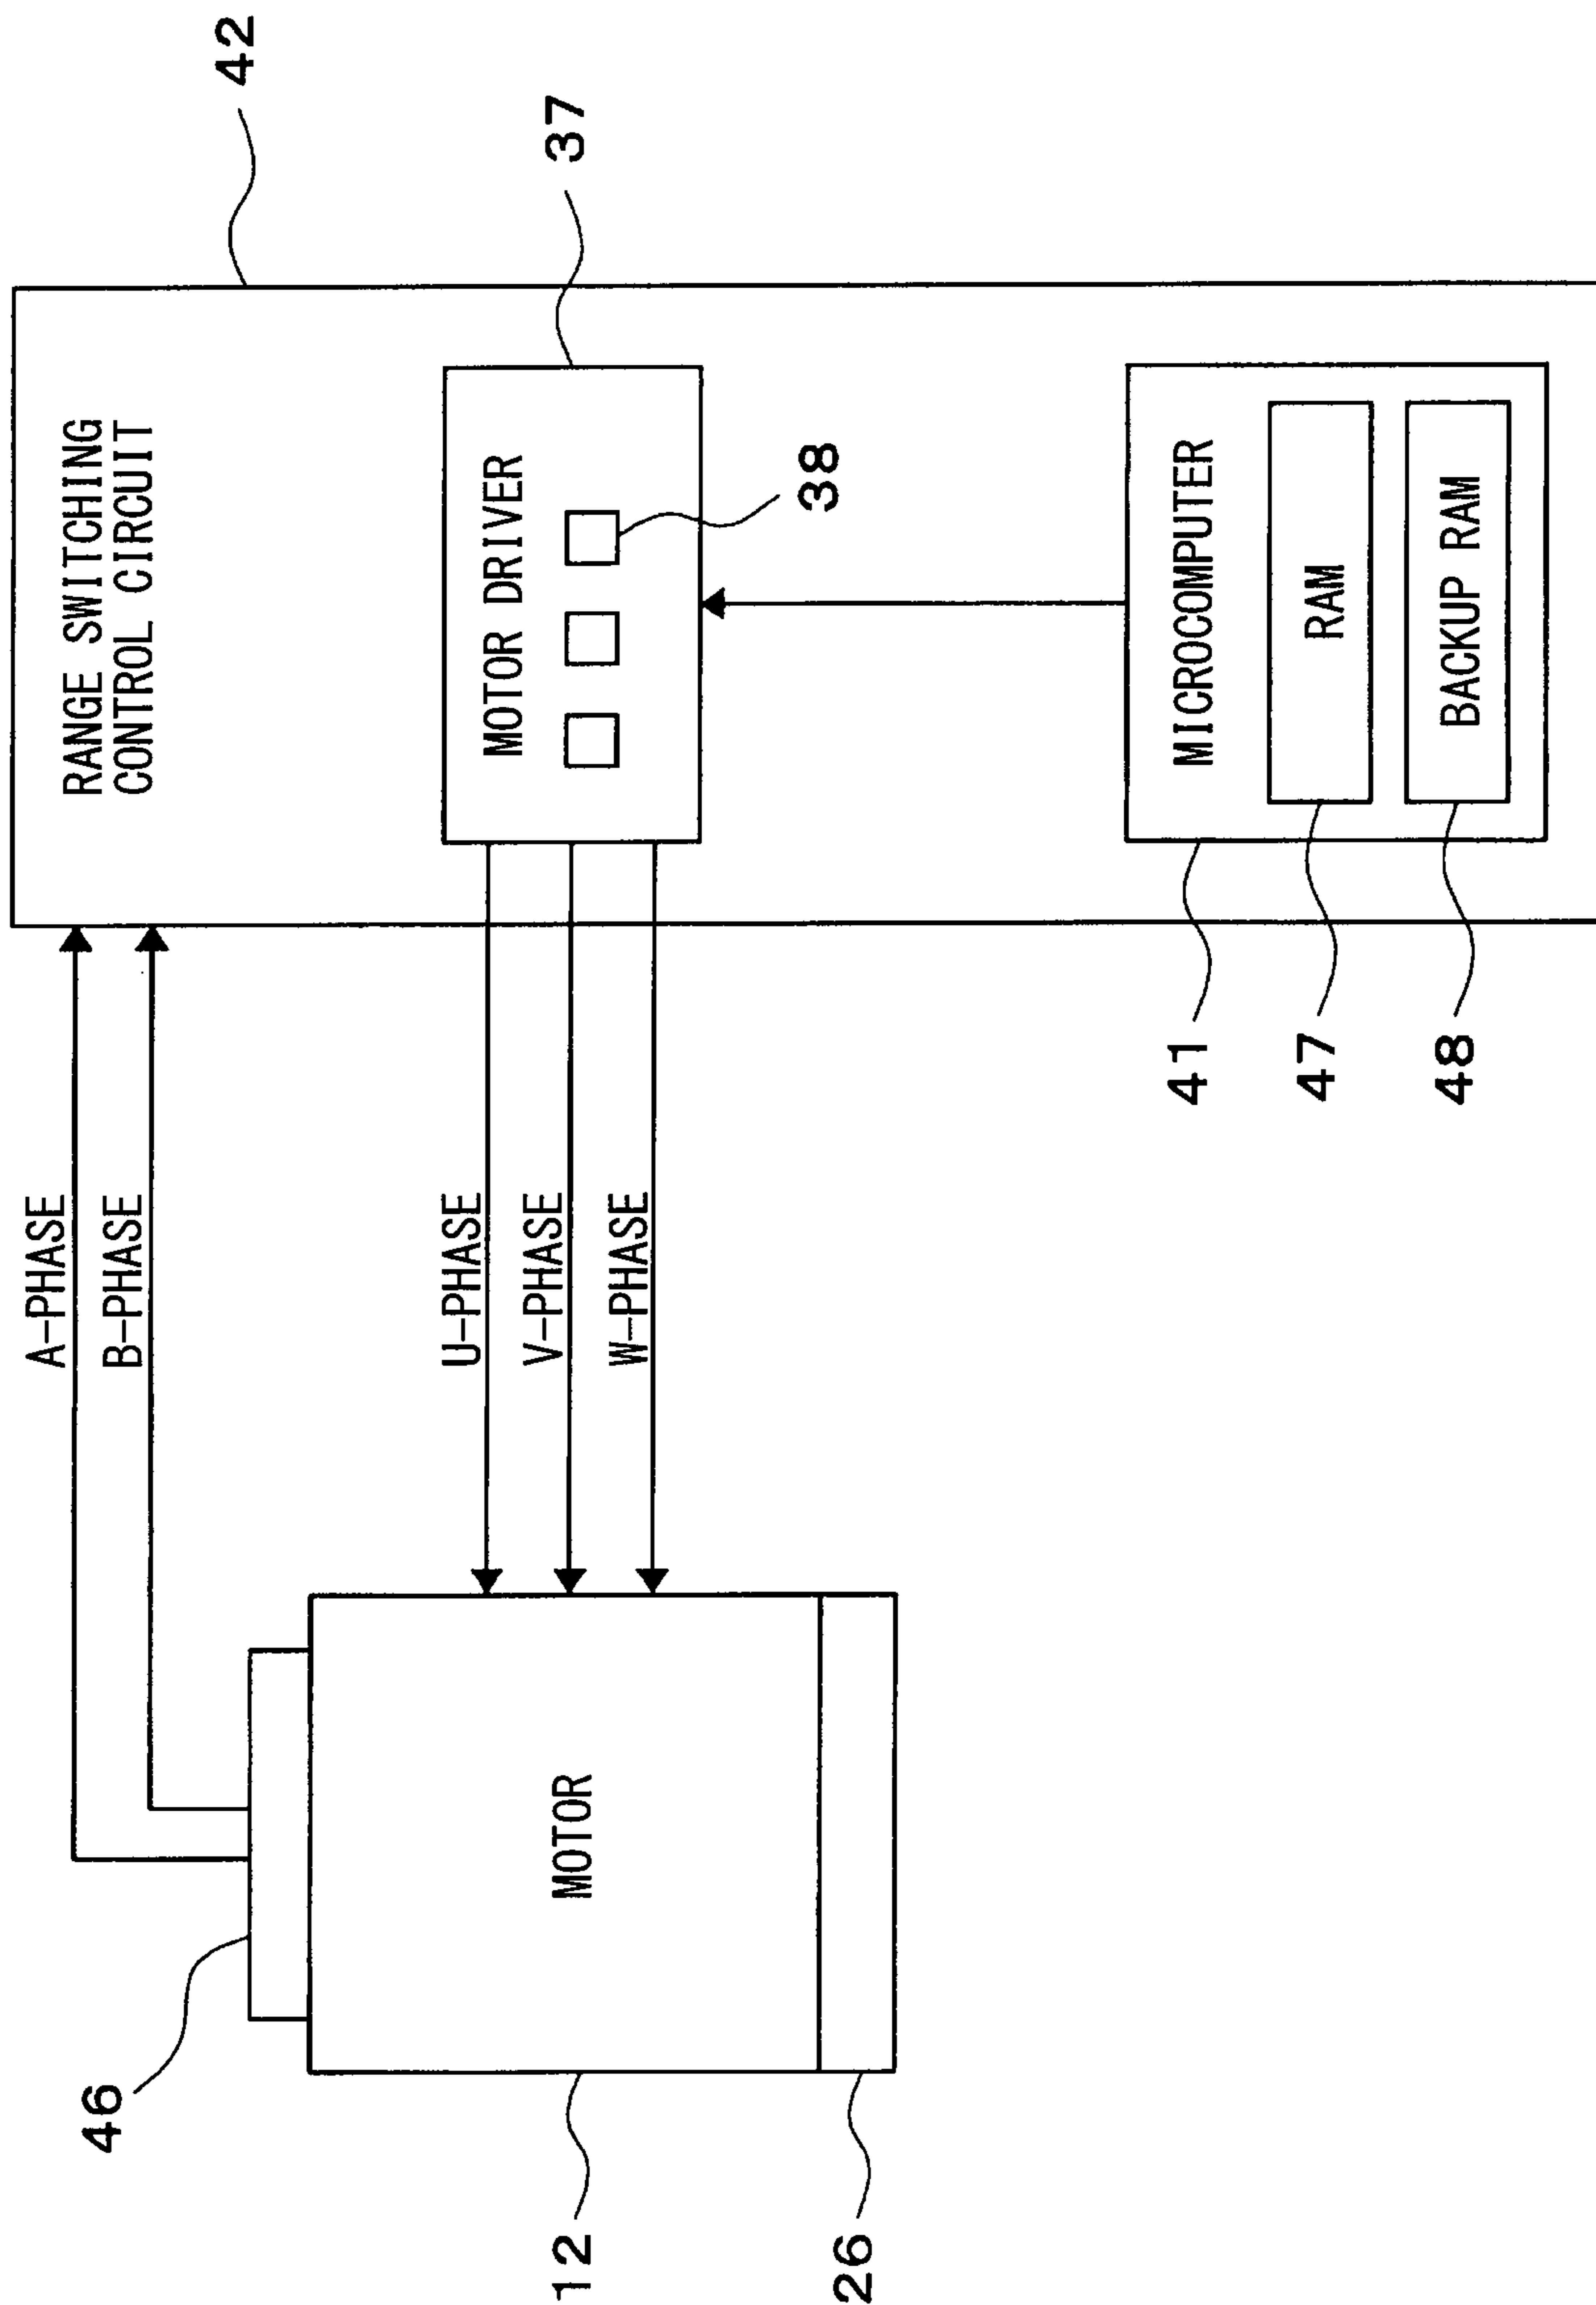 42
RANGE SWITCHING
CONTROL CIRCUIT
A-PHASE
B-PHASE
46
37
MOTOR DRIVER
38
U-PHASE
V-PHASE
W-PHASE
MOTOR
12
26
MICROCOMPUTER
RAM
BACKUP RAM
41
47
48